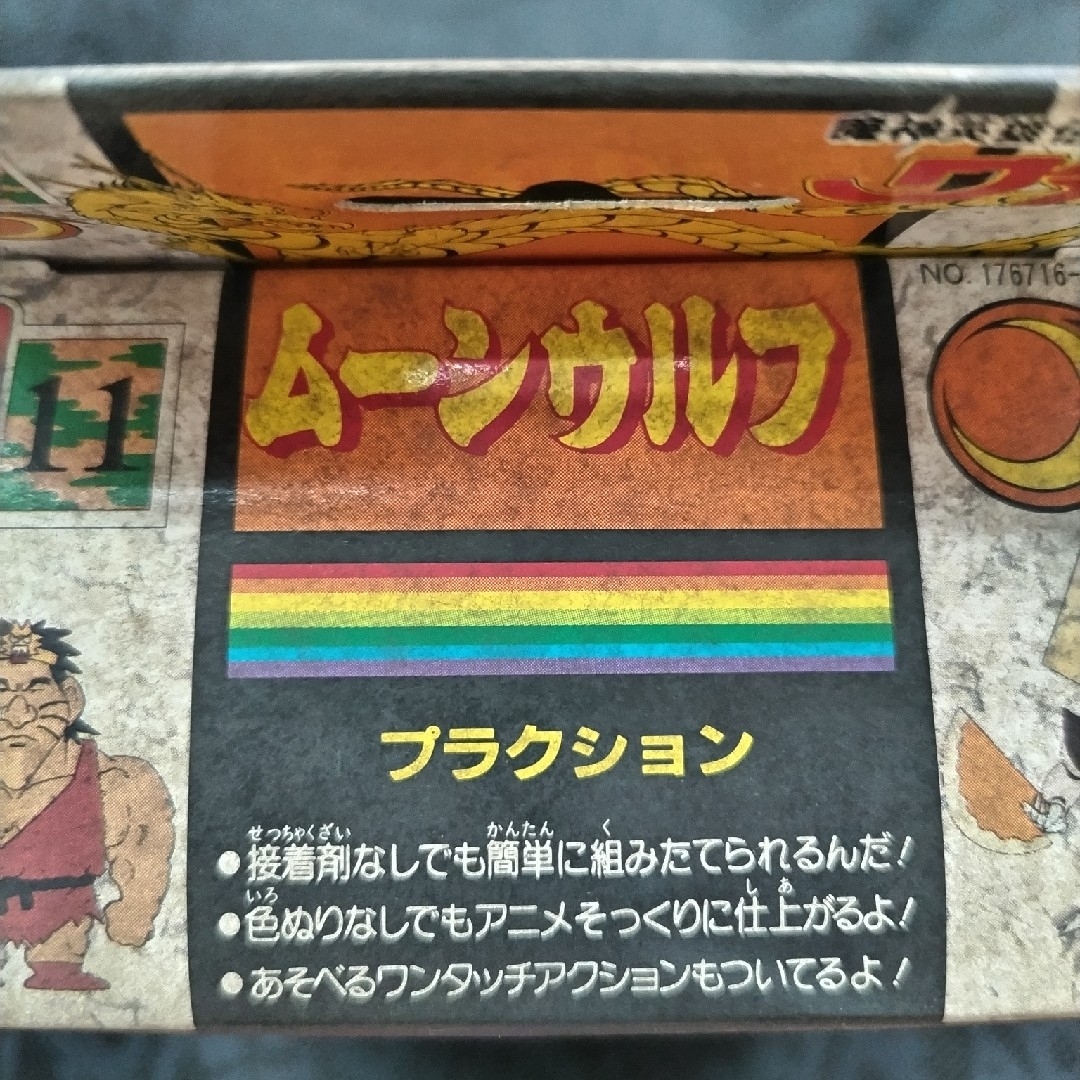 NO. 176716-
11
ムーンウルフ
プラクション
せっちゃくざい かんたん く
●接着剤なしでも簡単に組みたてられるんだ!
いろ し あ
●色ぬりなしでもアニメそっくりに仕上がるよ!
●あそべるワンタッチアクションもついてるよ!